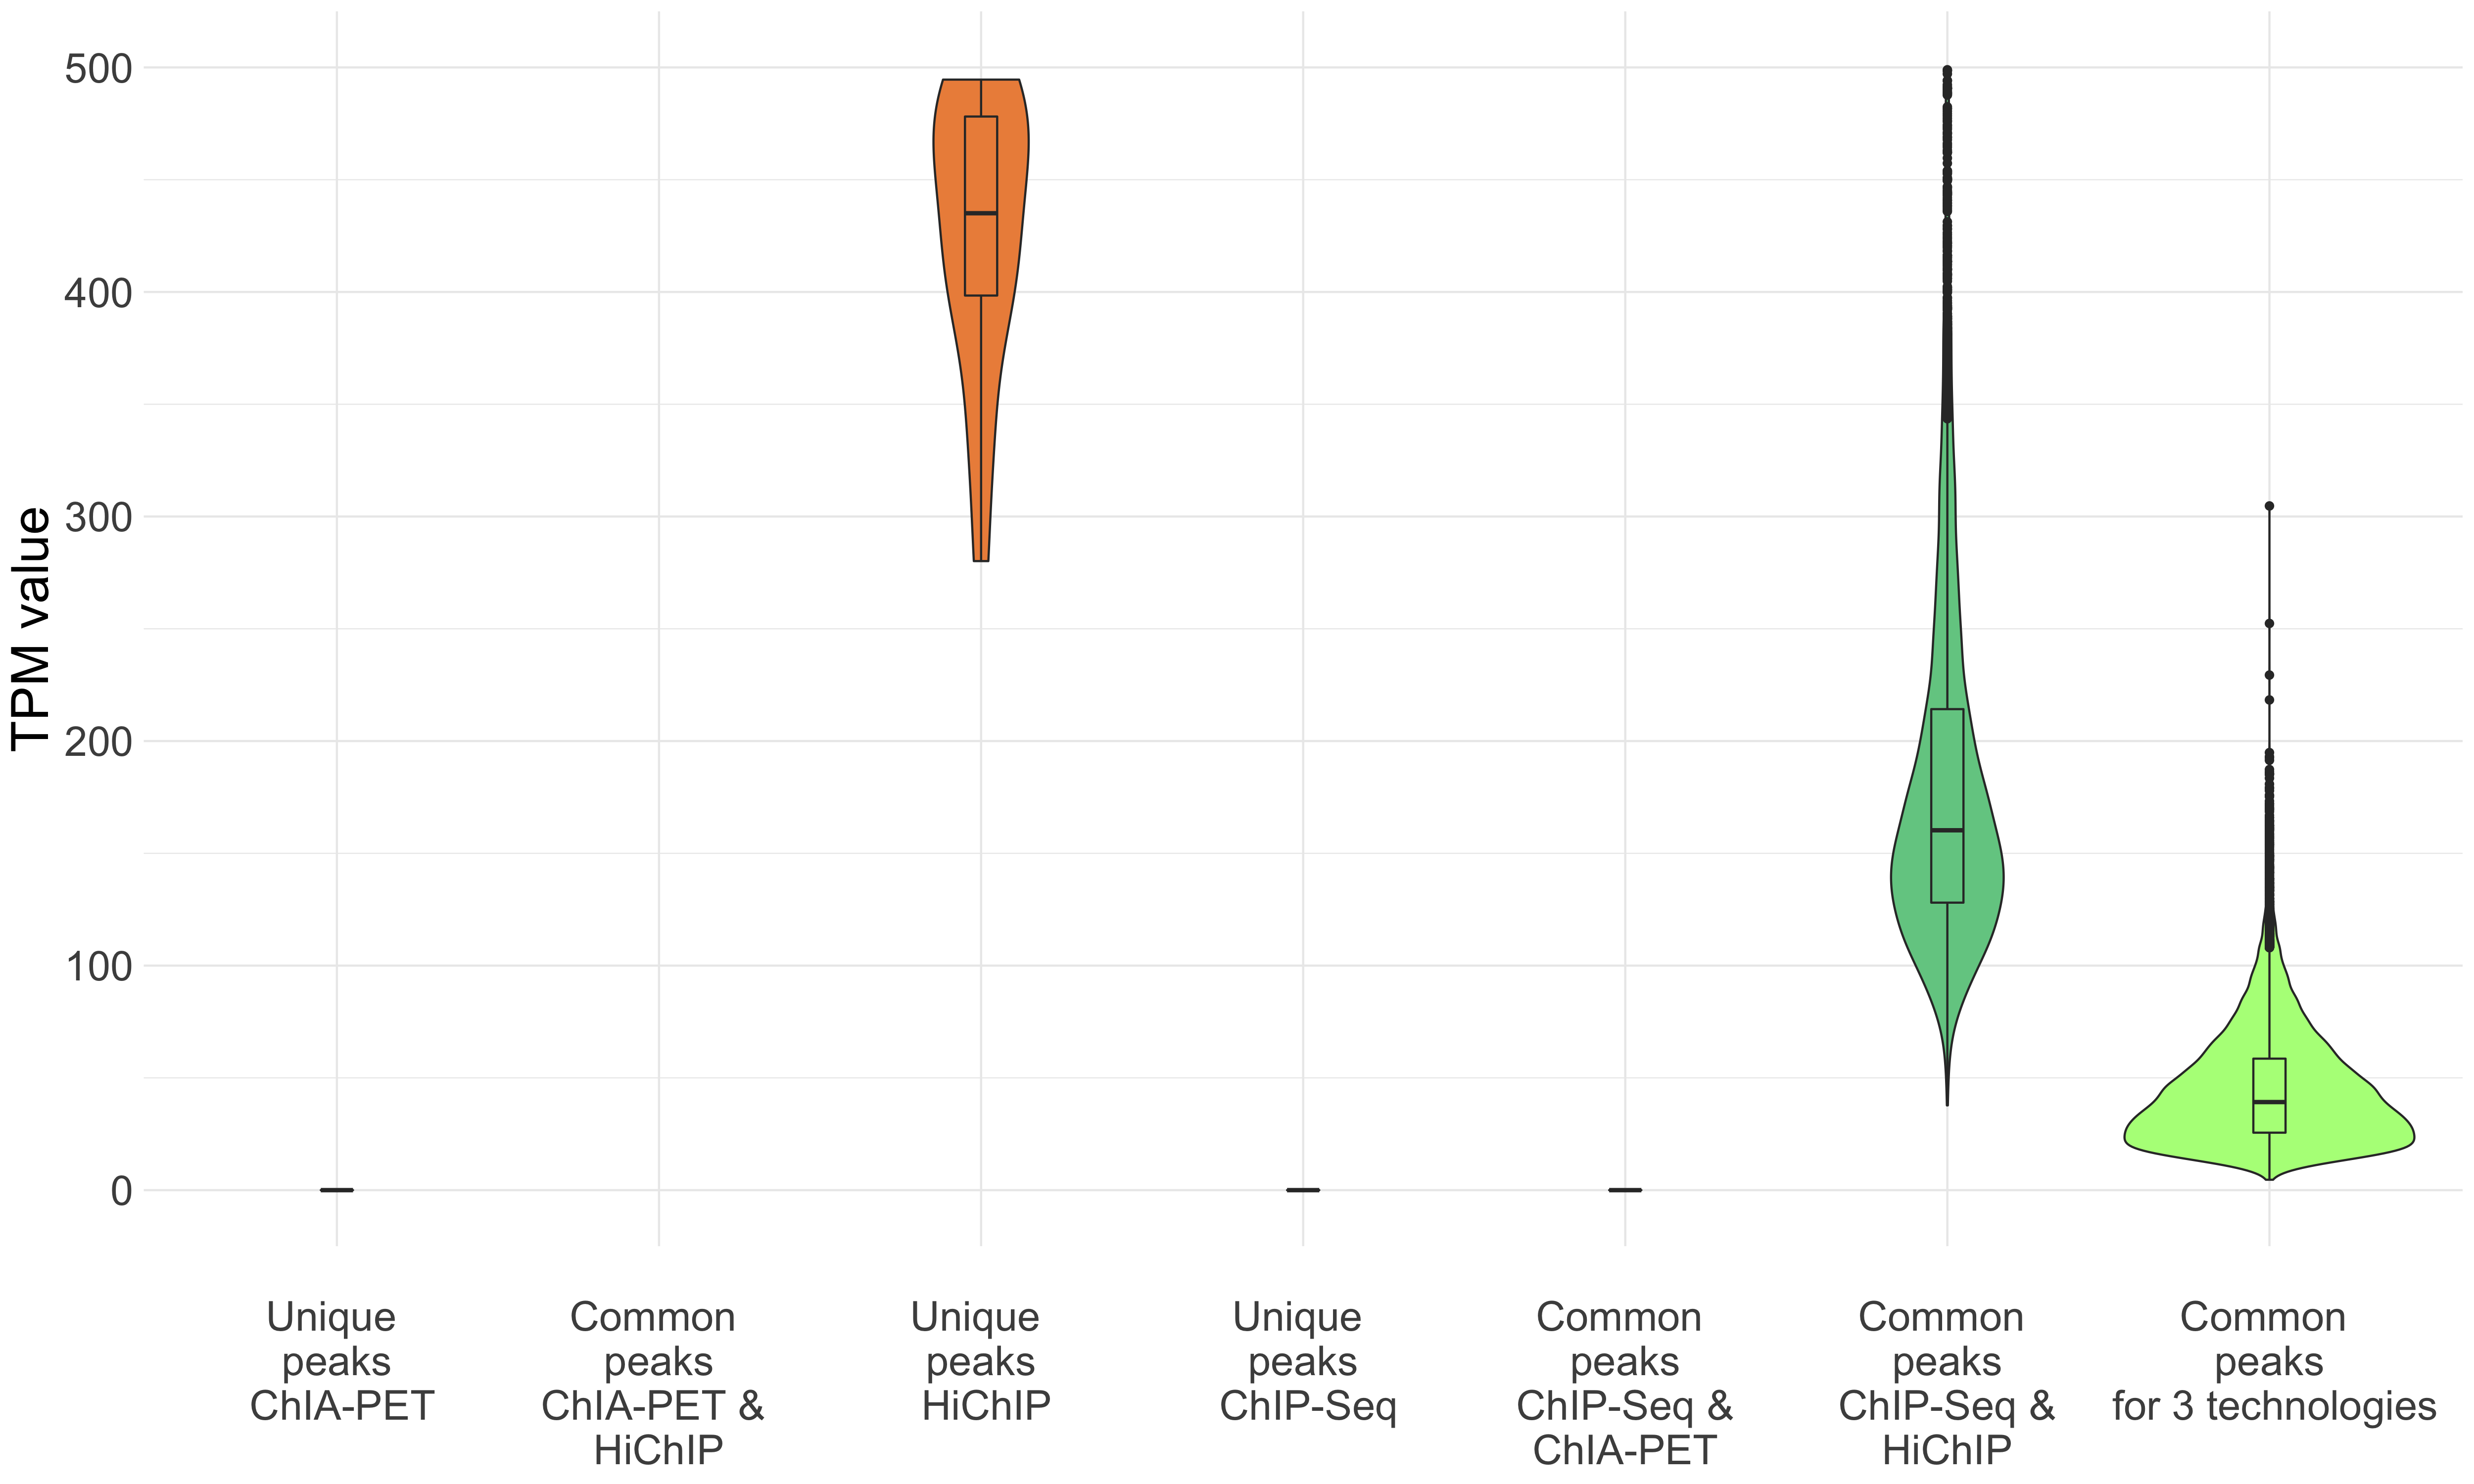 500
400
300
200
100
0
TPM value
Unique
peaks
ChIA-PET
Common
peaks
ChIA-PET &
HiChIP
Unique
peaks
HiChIP
Unique
peaks
ChIP-Seq
Common
peaks
ChIP-Seq &
ChIA-PET
Common
peaks
ChIP-Seq &
HiChIP
Common
peaks
for 3 technologies